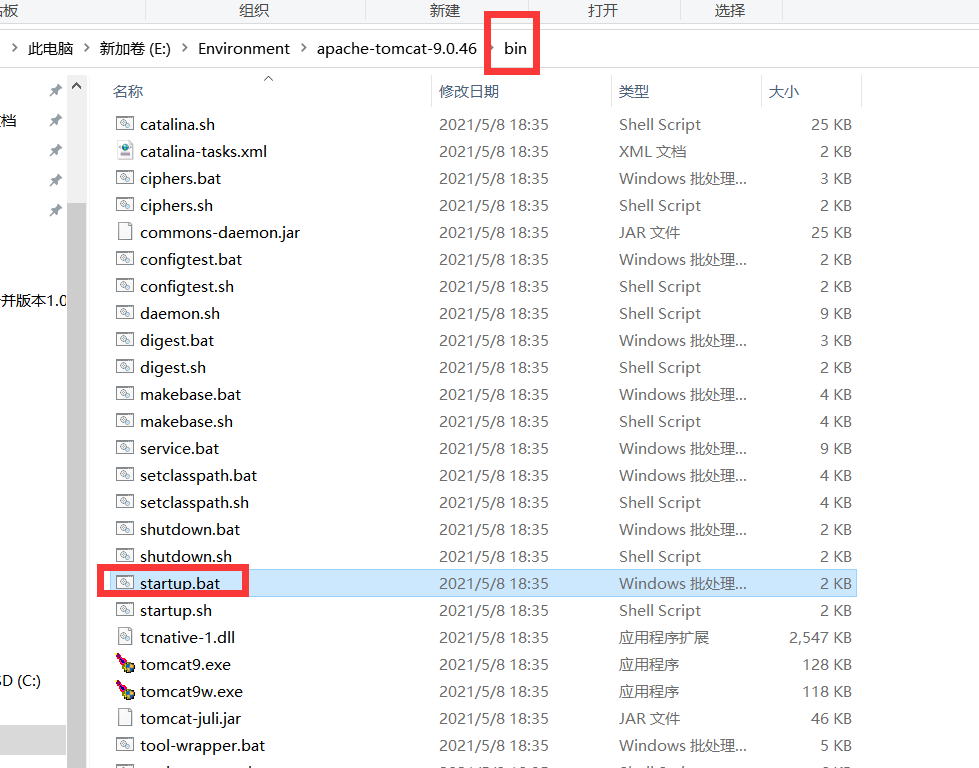 板 组织 新建 打开 选择
此电脑 新加卷 (E:) Environment apache-tomcat-9.0.46 bin
名称 修改日期 类型 大小
catalina.sh 2021/5/8 18:35 Shell Script 25 KB
档
catalina-tasks.xml 2021/5/8 18:35 XML 文档 2 KB
ciphers.bat 2021/5/8 18:35 Windows 批处理... 3 KB
ciphers.sh 2021/5/8 18:35 Shell Script 2 KB
commons-daemon.jar 2021/5/8 18:35 JAR 文件 25 KB
configtest.bat 2021/5/8 18:35 Windows 批处理... 2 KB
configtest.sh 2021/5/8 18:35 Shell Script 2 KB
并版本1.0
daemon.sh 2021/5/8 18:35 Shell Script 9 KB
digest.bat 2021/5/8 18:35 Windows 批处理... 3 KB
digest.sh 2021/5/8 18:35 Shell Script 2 KB
makebase.bat 2021/5/8 18:35 Windows 批处理... 4 KB
makebase.sh 2021/5/8 18:35 Shell Script 4 KB
service.bat 2021/5/8 18:35 Windows 批处理... 9 KB
setclasspath.bat 2021/5/8 18:35 Windows 批处理... 4 KB
setclasspath.sh 2021/5/8 18:35 Shell Script 4 KB
shutdown.bat 2021/5/8 18:35 Windows 批处理... 2 KB
shutdown.sh 2021/5/8 18:35 Shell Script 2 KB
startup.bat 2021/5/8 18:35 Windows 批处理... 2 KB
startup.sh 2021/5/8 18:35 Shell Script 2 KB
tcnative-1.dll 2021/5/8 18:35 应用程序扩展 2,547 KB
tomcat9.exe 2021/5/8 18:35 应用程序 128 KB
SD (C:)
tomcat9w.exe 2021/5/8 18:35 应用程序 118 KB
tomcat-juli.jar 2021/5/8 18:35 JAR 文件 46 KB
tool-wrapper.bat 2021/5/8 18:35 Windows 批处理... 5 KB